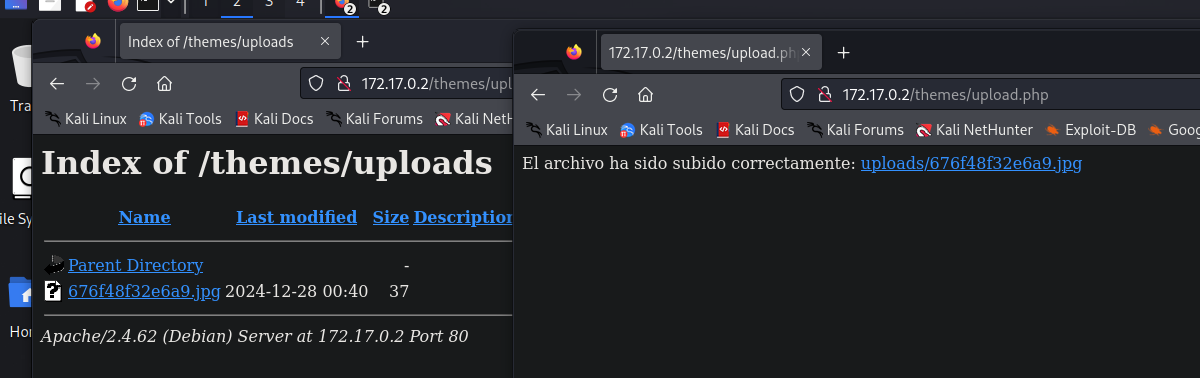 1 2 3 4 2 2
Index of /themes/uploads
172.17.0.2/themes/upl
Kali Linux Kali Tools Kali Docs Kali Forums Kali NetH
Index of /themes/uploads
Name Last modified Size Description
Parent Directory -
676f48f32e6a9.jpg 2024-12-28 00:40 37
Apache/2.4.62 (Debian) Server at 172.17.0.2 Port 80
172.17.0.2/themes/upload.ph
172.17.0.2/themes/upload.php
Kali Linux Kali Tools Kali Docs Kali Forums Kali NetHunter Exploit-DB Goog
El archivo ha sido subido correctamente: uploads/676f48f32e6a9.jpg
Tra
ile Sy
Hor